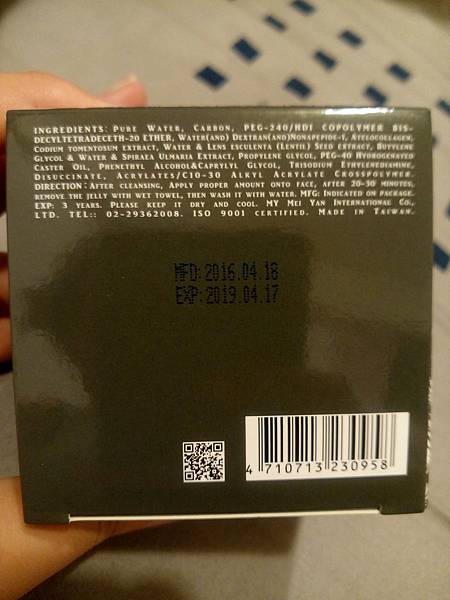 INGREDIENTS: PURE WATER, CARBON, PEG-240/HDI COPOLYMER BIS-
DECYLTETRADECETH-20 ETHER, WATER(AND) DEXTRAN(AND)NONAPEPTIDE-1, ATELOCOLLAGEN,
CODIUM TOMENTOSUM EXTRACT, WATER & LENS ESCULENTA (LENTIL) SEED EXTRACT, BUTYLENE
GLYCOL & WATER & SPIRAEA ULMARIA EXTRACT, PROPYLENE GLYCOL, PEG-40 HYDROGENATED
CASTER OIL, PHENETHYL ALCOHOL&CAPRYLYL GLYCOL, TRISODIUM ETHYLENEDIAMINE,
DISUCCINATE, ACRYLATES/C10-30 ALKYL ACRYLATE CROSSPOLYMER.
DIRECTION: AFTER CLEANSING, APPLY PROPER AMOUNT ONTO FACE, AFTER 20-30 MINUTES,
REMOVE THE JELLY WITH WET TOWEL, THEN WASH IT WITH WATER. MFG: INDICATED ON PACKAGE.
EXP: 3 YEARS. PLEASE KEEP IT DRY AND COOL. MY MEI YAN INTERNATIONAL CO.,
LTD. TEL:: 02-29362008. ISO 9001 CERTIFIED. MADE IN TAIWAN.
MFD:2016.04.18
EXP:2019.04.17
4 710713 230958